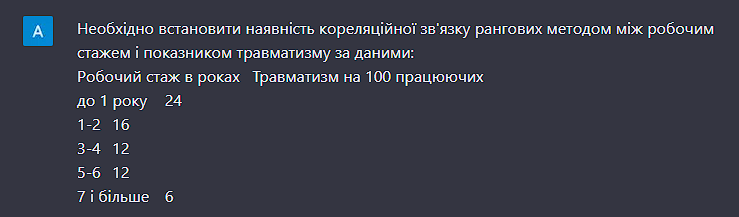 А
Необхідно встановити наявність кореляційної зв'язку рангових методом між робочим
стажем і показником травматизму за даними:
Робочий стаж в роках Травматизм на 100 працюючих
до 1 року 24
1-2 16
3-4 12
5-6 12
7 і більше 6